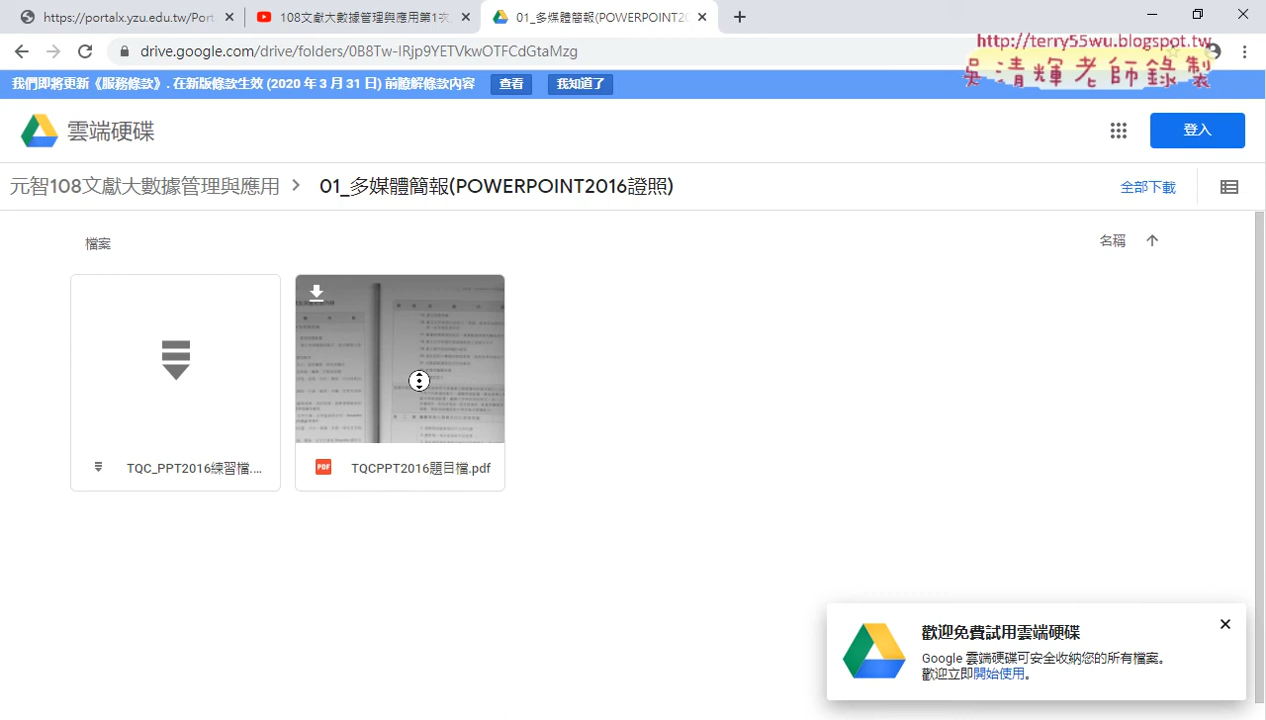 https://portalx.yzu.edu.tw/Port
108文獻大數據管理與應用第1次
01_多媒體簡報(POWERPOINT20
drive.google.com/drive/folders/0B8Tw-IRjp9YETVkwOTFCdGtaMzg
http://terry55wu.blogspot.tw
吳清輝老師錄製
我們即將更新《服務條款》. 在新版條款生效 (2020 年 3 月 31 日) 前瞭解條款內容 查看 我知道了
雲端硬碟
登入
元智108文獻大數據管理與應用 > 01_多媒體簡報(POWERPOINT2016證照)
全部下載
檔案
名稱
TQC_PPT2016練習檔....
PDF TQCPPT2016題目檔.pdf
歡迎免費試用雲端硬碟
Google 雲端硬碟可安全收納您的所有檔案。
歡迎立即開始使用。